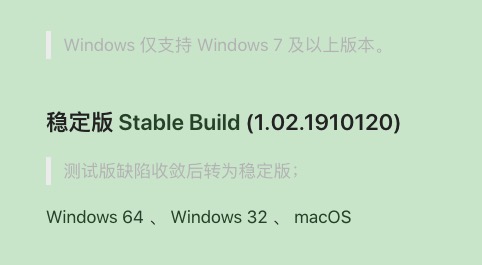 Windows 仅支持 Windows 7 及以上版本。
稳定版 Stable Build (1.02.1910120)
测试版缺陷收敛后转为稳定版；
Windows 64 、 Windows 32 、 macOS